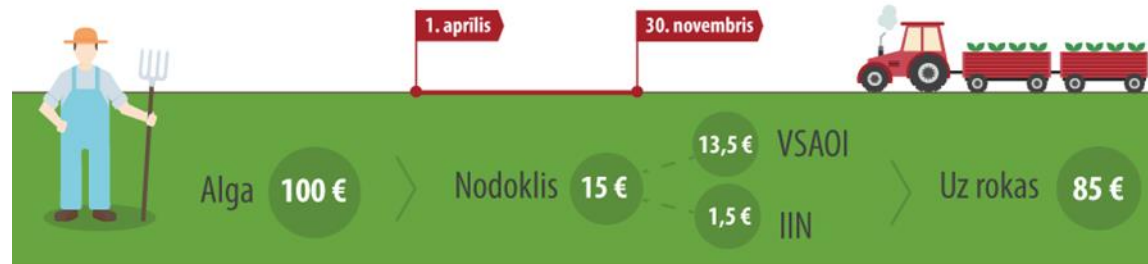 1. aprīlis
30. novembris
Alga 100 €
Nodoklis 15 €
13,5 € VSAOI
1,5 € IIN
Uz rokas 85 €